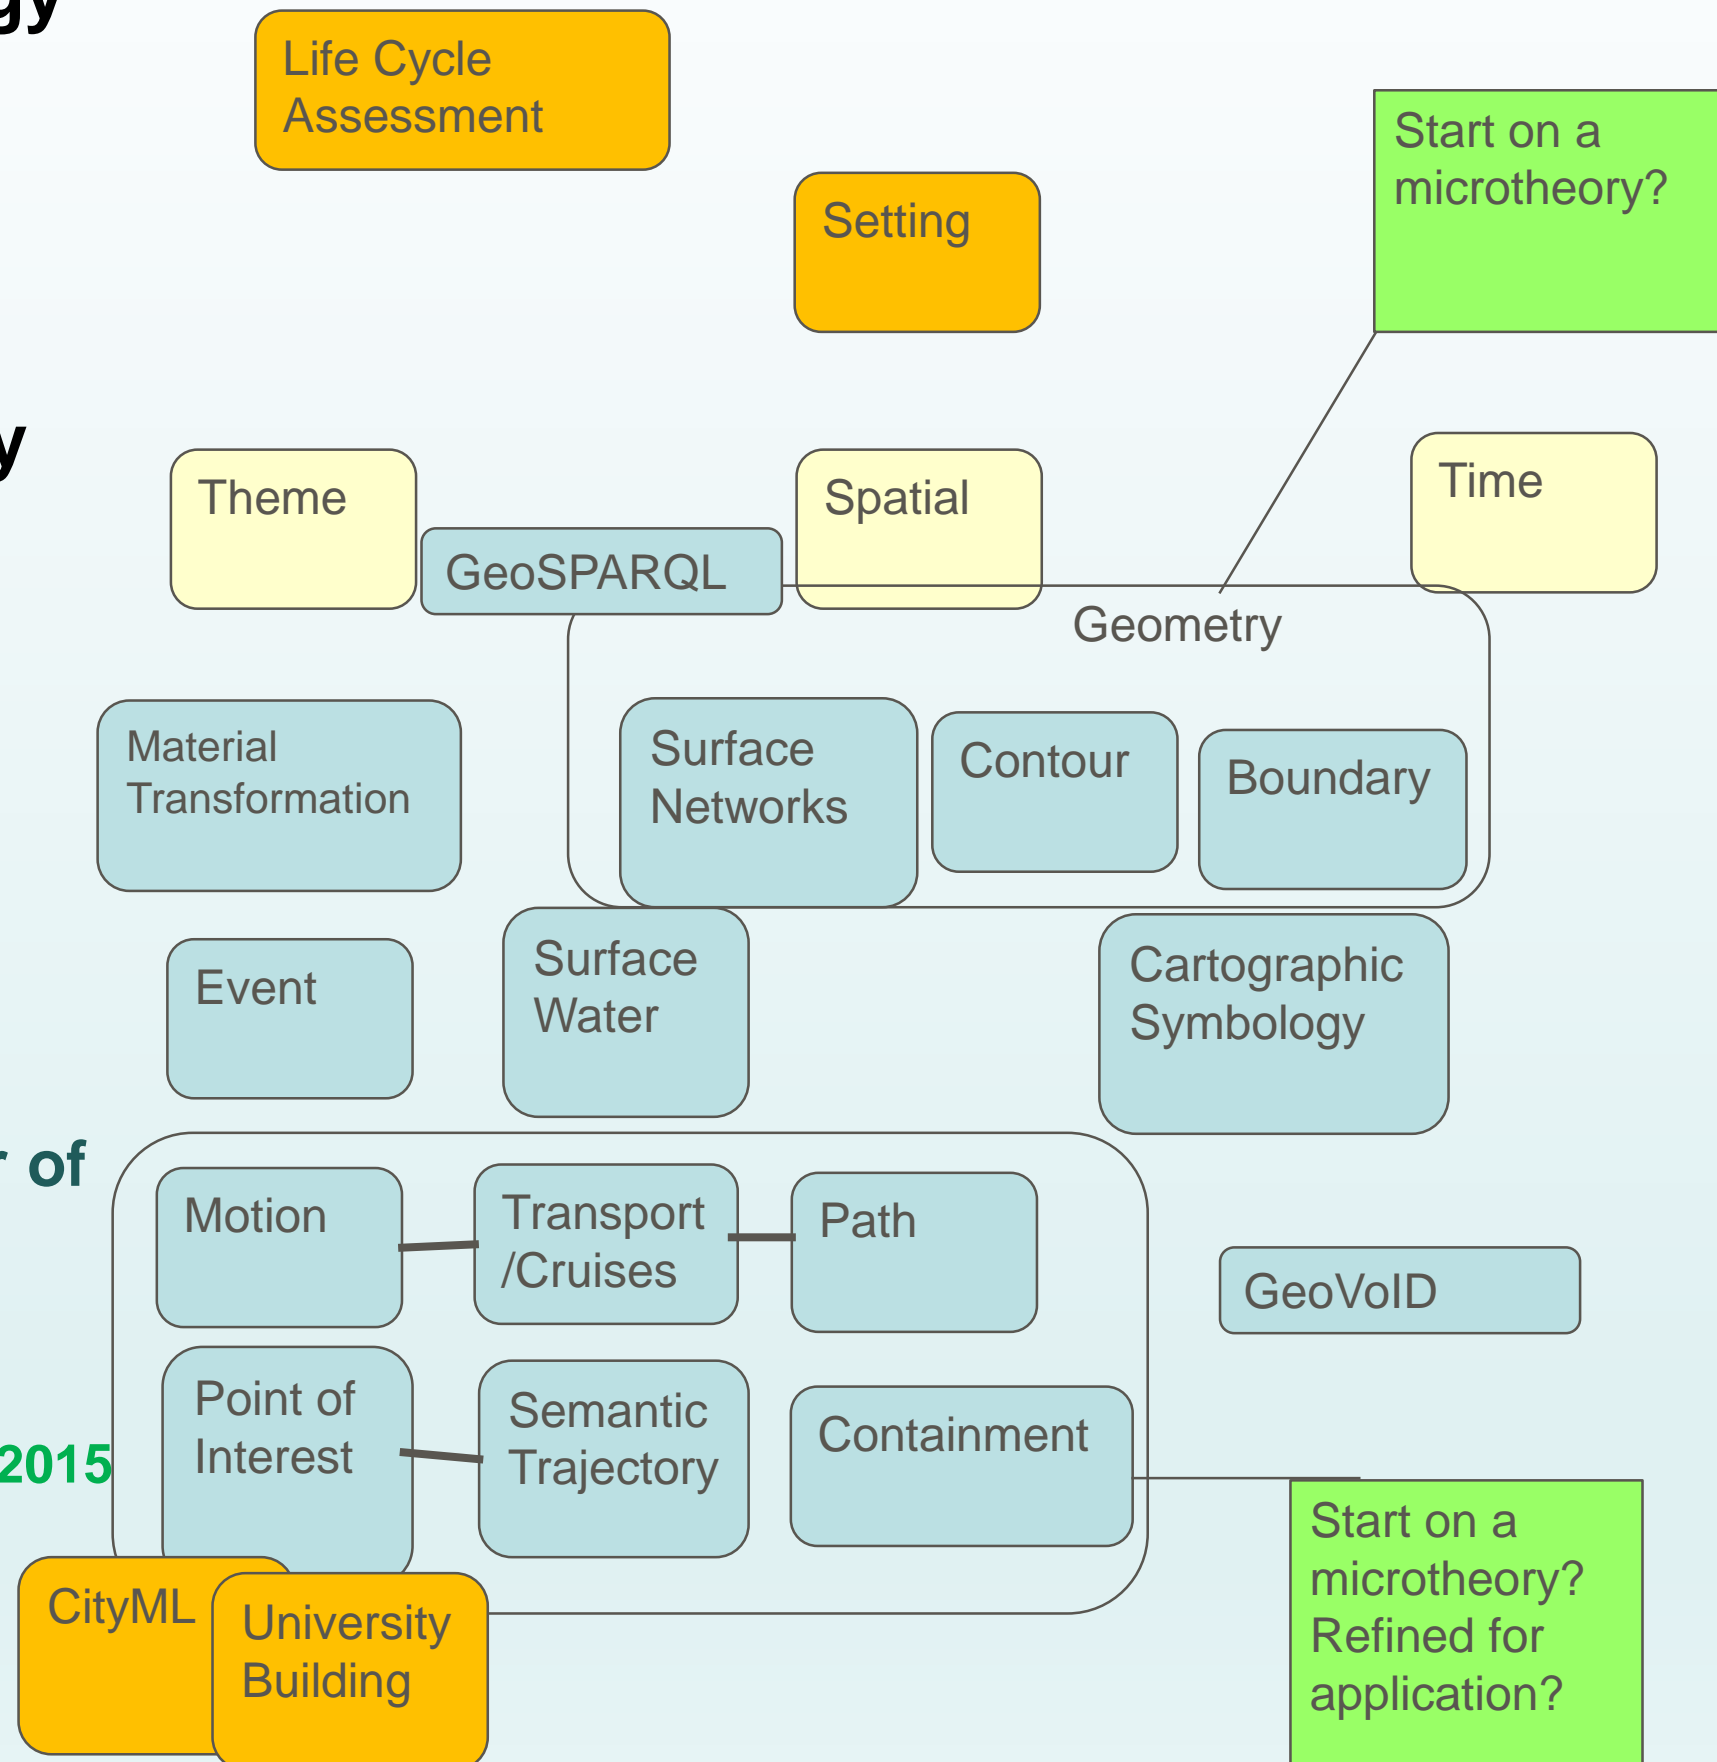 gy
Life Cycle
Assessment
Start on a
microtheory?
Setting
y
Theme
Spatial
Time
GeoSPARQL
Geometry
Material
Transformation
Surface
Networks
Contour
Boundary
Event
Surface
Water
Cartographic
Symbology
r of
Motion
Transport
/Cruises
Path
GeoVoID
Point of
Interest
Semantic
Trajectory
Containment
2015
Start on a
microtheory?
Refined for
application?
CityML
University
Building